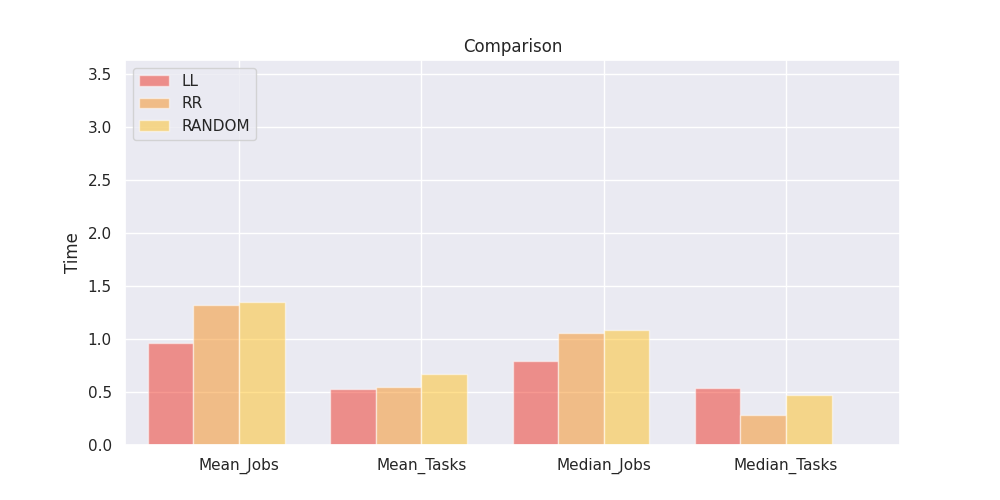 Comparison
LL
RR
RANDOM
Time
3.5
3.0
2.5
2.0
1.5
1.0
0.5
0.0
Mean_Jobs
Mean_Tasks
Median_Jobs
Median_Tasks